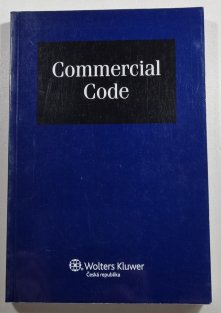 Commercial
Code
Wolters Kluwer
Česká republika